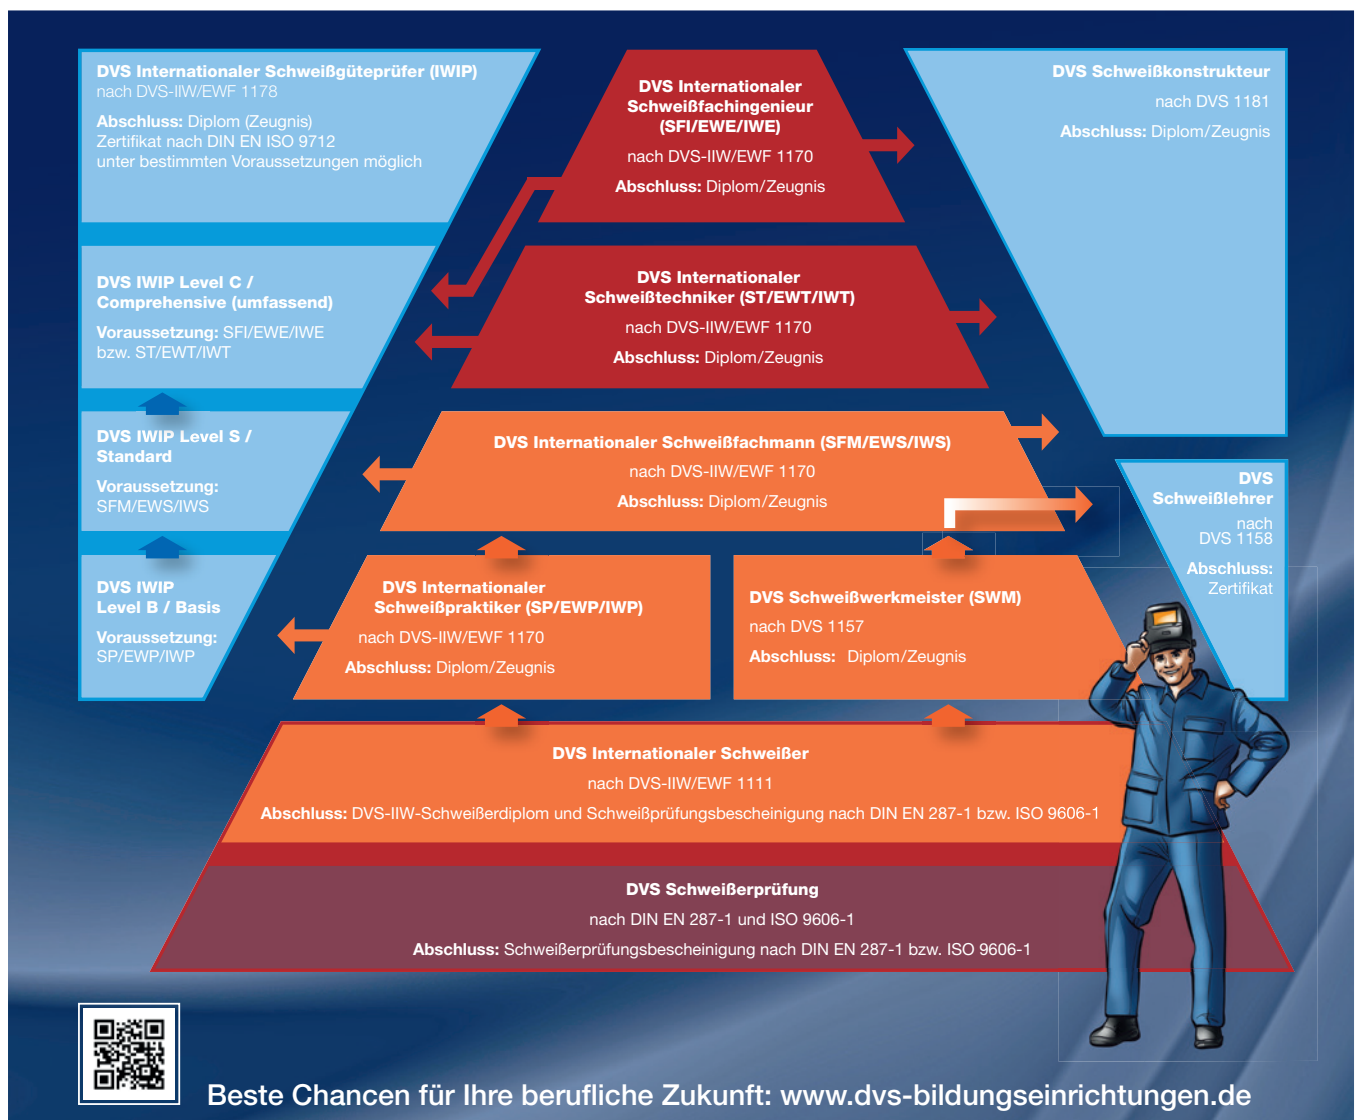 DVS Internationaler Schweißgüteprüfer (IWIP)
nach DVS-IIW/EWF 1178
Abschluss: Diplom (Zeugnis)
Zertifikat nach DIN EN ISO 9712
unter bestimmten Voraussetzungen möglich
DVS IWIP Level C /
Comprehensive (umfassend)
Voraussetzung: SFI/EWE/IWE
bzw. ST/EWT/IWT
DVS IWIP Level S /
Standard
Voraussetzung:
SFM/EWS/IWS
DVS IWIP
Level B / Basis
Voraussetzung:
SP/EWP/IWP
DVS Internationaler
Schweißfachingenieur
(SFI/EWE/IWE)
nach DVS-IIW/EWF 1170
Abschluss: Diplom/Zeugnis
DVS Internationaler
Schweißtechniker (ST/EWT/IWT)
nach DVS-IIW/EWF 1170
Abschluss: Diplom/Zeugnis
DVS Internationaler Schweißfachmann (SFM/EWS/IWS)
nach DVS-IIW/EWF 1170
Abschluss: Diplom/Zeugnis
DVS Internationaler
Schweißpraktiker (SP/EWP/IWP)
nach DVS-IIW/EWF 1170
Abschluss: Diplom/Zeugnis
DVS Schweißwerkmeister (SWM)
nach DVS 1157
Abschluss: Diplom/Zeugnis
DVS Schweißkonstrukteur
nach DVS 1181
Abschluss: Diplom/Zeugnis
DVS
Schweißlehrer
nach
DVS 1158
Abschluss:
Zertifikat
DVS Internationaler Schweißer
nach DVS-IIW/EWF 1111
Abschluss: DVS-IIW-Schweißerdiplom und Schweißprüfungsbescheinigung nach DIN EN 287-1 bzw. ISO 9606-1
DVS Schweißerprüfung
nach DIN EN 287-1 und ISO 9606-1
Abschluss: Schweißerprüfungsbescheinigung nach DIN EN 287-1 bzw. ISO 9606-1
Beste Chancen für Ihre berufliche Zukunft: www.dvs-bildungseinrichtungen.de